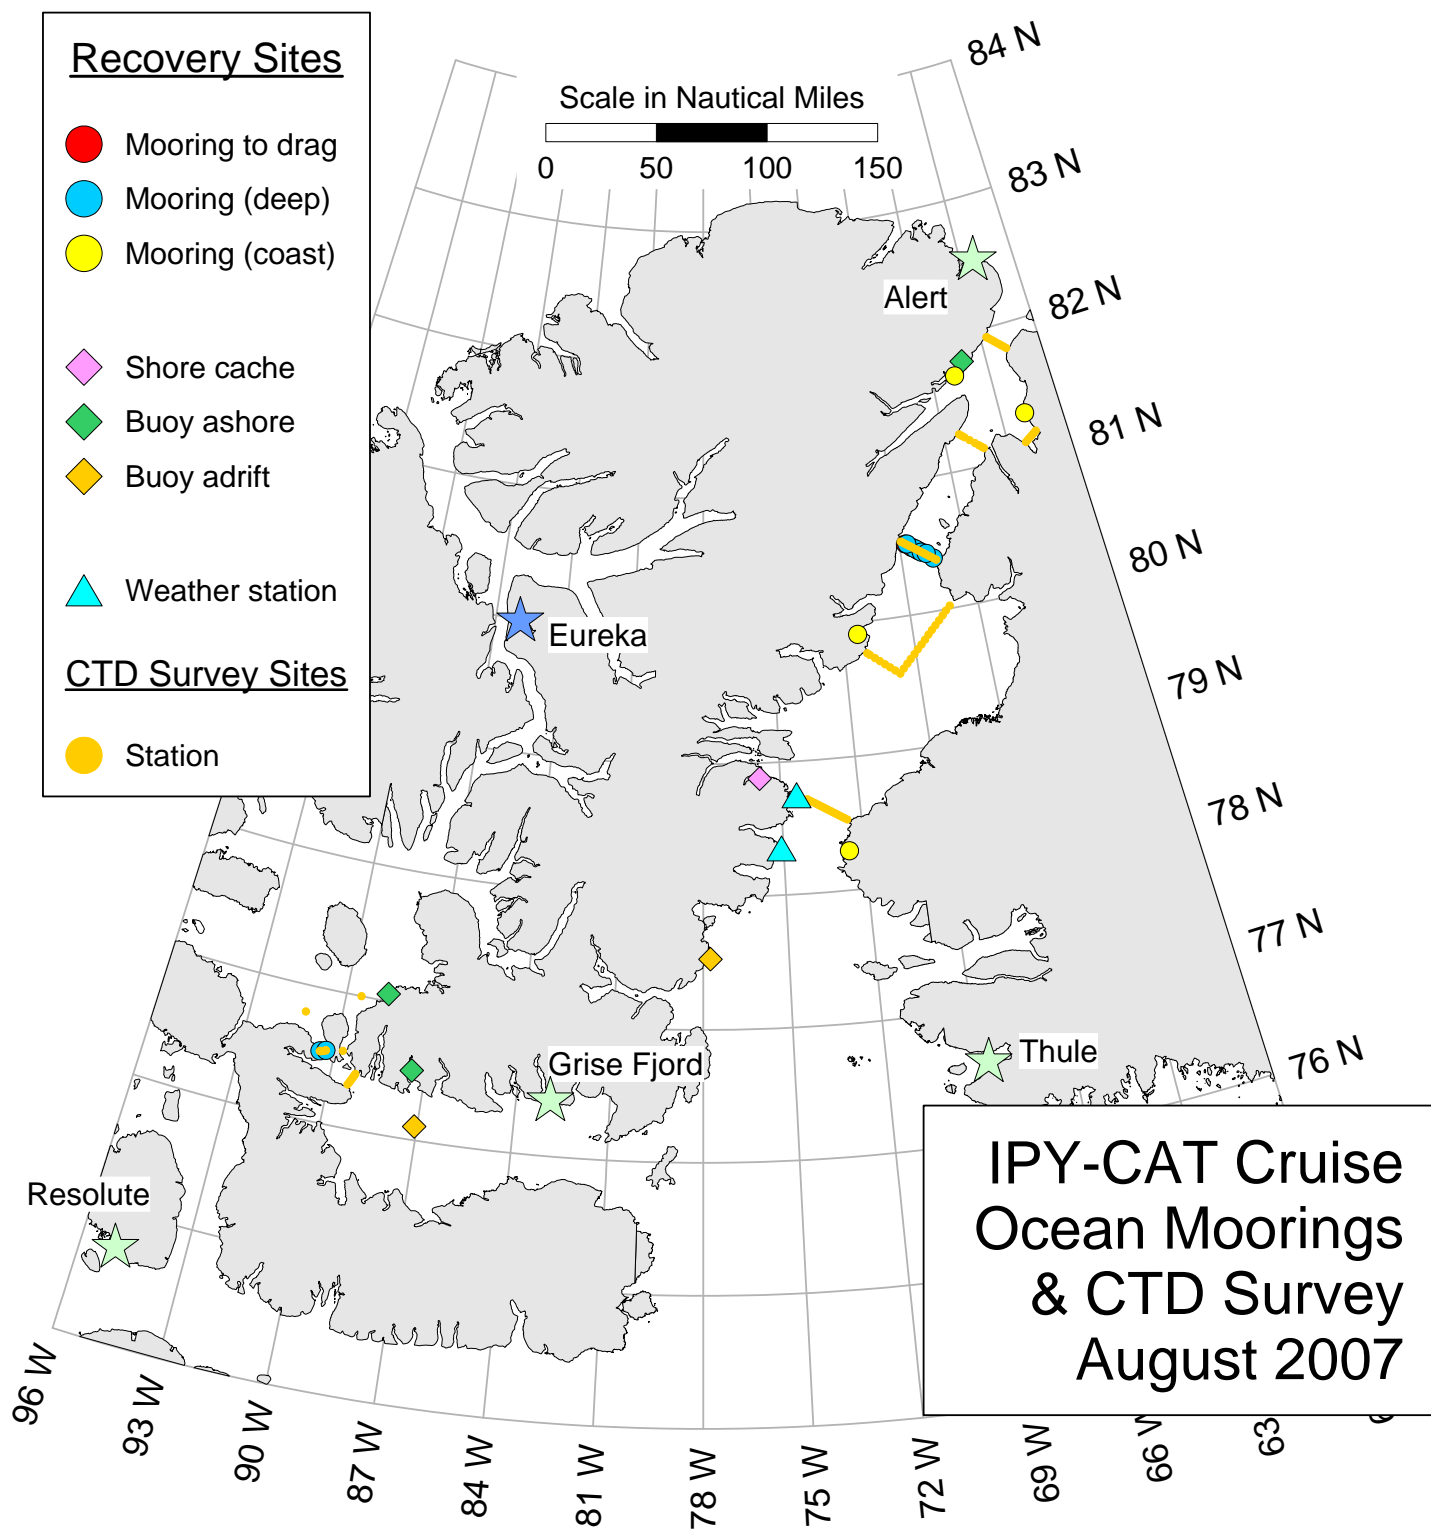 Recovery Sites
Mooring to drag
Mooring (deep)
Mooring (coast)
Shore cache
Buoy ashore
Buoy adrift
Weather station
CTD Survey Sites
Station
Scale in Nautical Miles
0 50 100 150
84 N
83 N
82 N
81 N
80 N
79 N
78 N
77 N
76 N
Alert
Eureka
Grise Fjord
Thule
Resolute
IPY-CAT Cruise
Ocean Moorings
& CTD Survey
August 2007
96 W
93 W
90 W
87 W
84 W
81 W
78 W
75 W
72 W
69 W
66 W
63